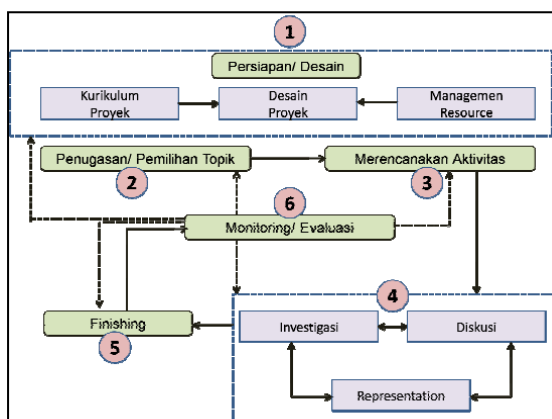 1
Persiapan/ Desain
Kurikulum
Proyek
Desain
Proyek
Managemen
Resource
Penugasan/ Pemilihan Topik
2
Merencanakan Aktivitas
3
6
Monitoring/ Evaluasi
4
Investigasi
Diskusi
Representation
Finishing
5